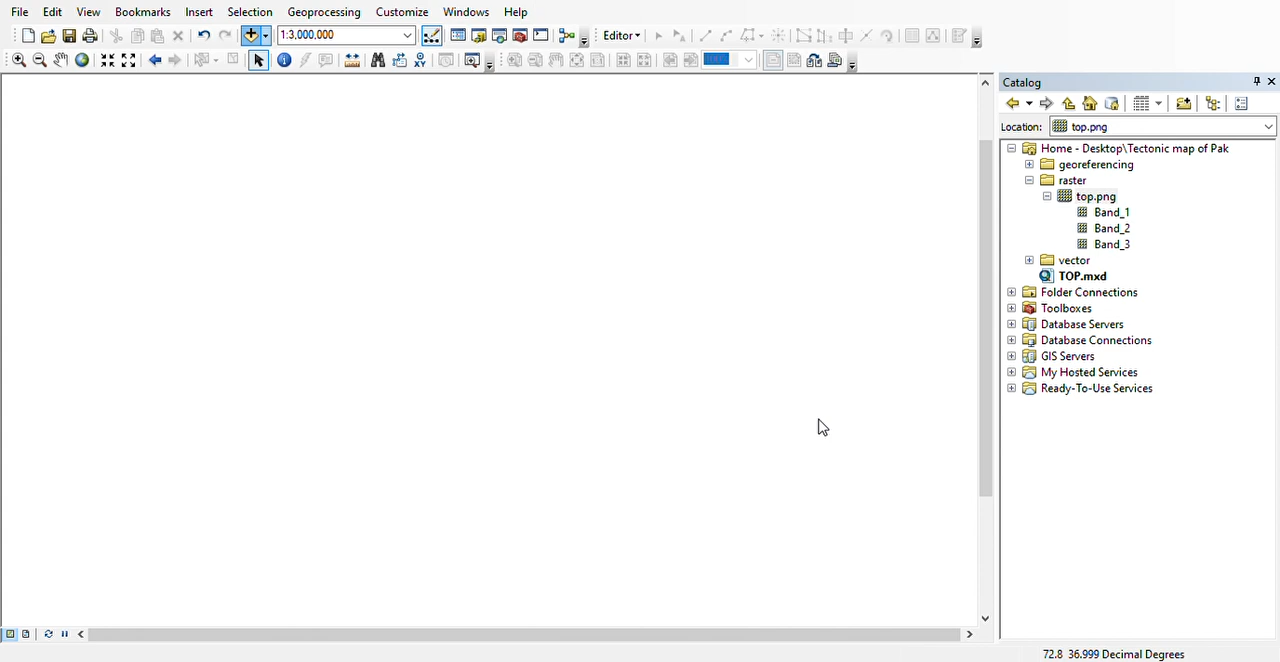 File Edit View Bookmarks Insert Selection Geoprocessing Customize Windows Help
1:3,000,000 Editor
Catalog
Location: top.png
Home - Desktop\Tectonic map of Pak
georeferencing
raster
top.png
Band_1
Band_2
Band_3
vector
TOP.mxd
Folder Connections
Toolboxes
Database Servers
Database Connections
GIS Servers
My Hosted Services
Ready-To-Use Services
72.8 36.999 Decimal Degrees